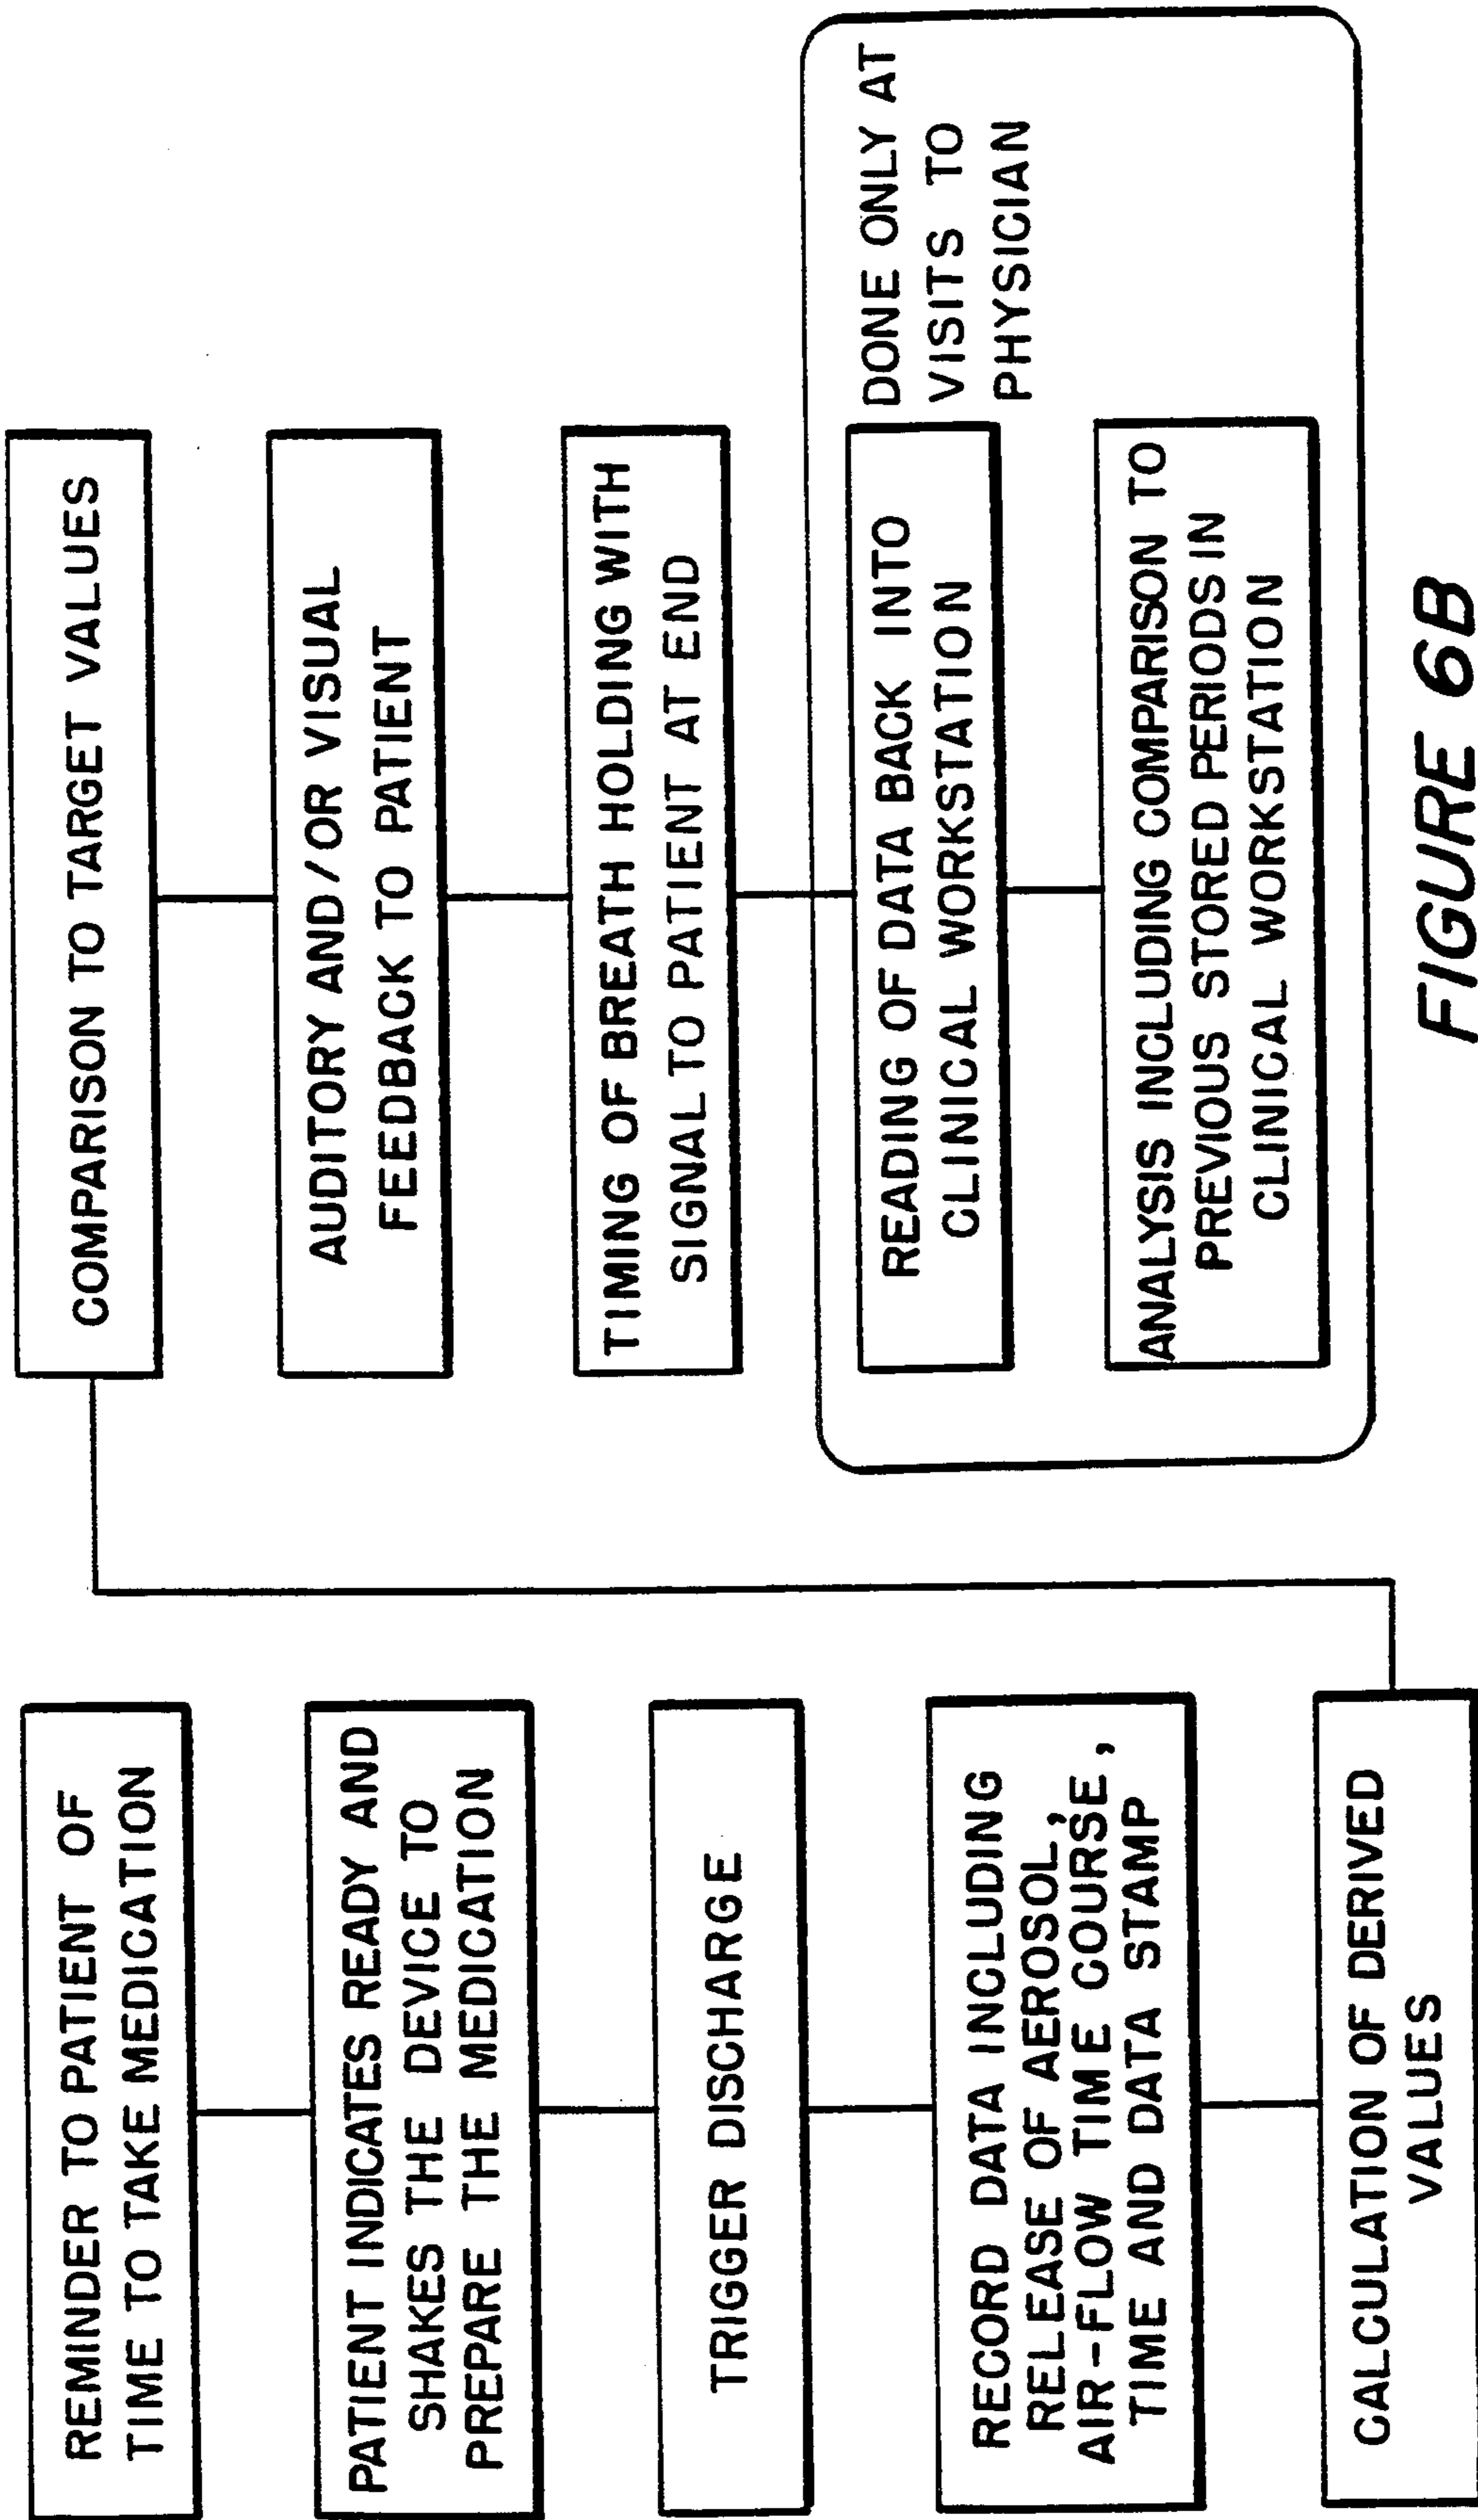 REMINDER TO PATIENT OF
TIME TO TAKE MEDICATION
PATIENT INDICATES READY AND
SHAKES THE DEVICE TO
PREPARE THE MEDICATION
TRIGGER DISCHARGE
RECORD DATA INCLUDING
RELEASE OF AEROSOL,
AIR-FLOW TIME COURSE,
TIME AND DATA STAMP
CALCULATION OF DERIVED
VALUES
COMPARISON TO TARGET VALUES
AUDITORY AND/OR VISUAL
FEEDBACK TO PATIENT
TIMING OF BREATH HOLDING WITH
SIGNAL TO PATIENT AT END
READING OF DATA BACK INTO
CLINICAL WORKSTATION
ANALYSIS INCLUDING COMPARISON TO
PREVIOUS STORED PERIODS IN
CLINICAL WORKSTATION
DONE ONLY AT
VISITS TO
PHYSICIAN
FIGURE 6B